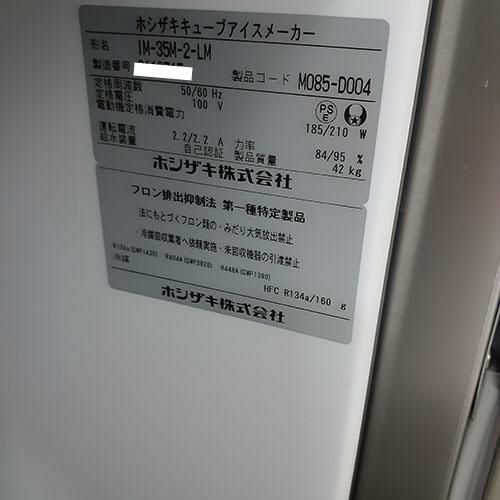 ホシザキキューブアイスメーカー
形名 IM-35M-2-LM
製造番号
製品コード M085-D004
定格周波数 50/60 Hz
定格電圧 100 V
電動機定格消費電力 185/210 W
PS
E
運転電流 2.2/2.2 A 力率 84/95 %
給水装置 自己認証 製品質量 42 kg
ホシザキ株式会社
フロン排出抑制法 第一種特定製品
法にもとづくフロン類の・みだり大気放出禁止
・冷媒回収業者へ依頼実施・未回収機器の引渡禁止
R134a(GWP1430) R404A(GWP3920) R448A(GWP1390)
冷媒 HFC R134a/160 g
ホシザキ株式会社